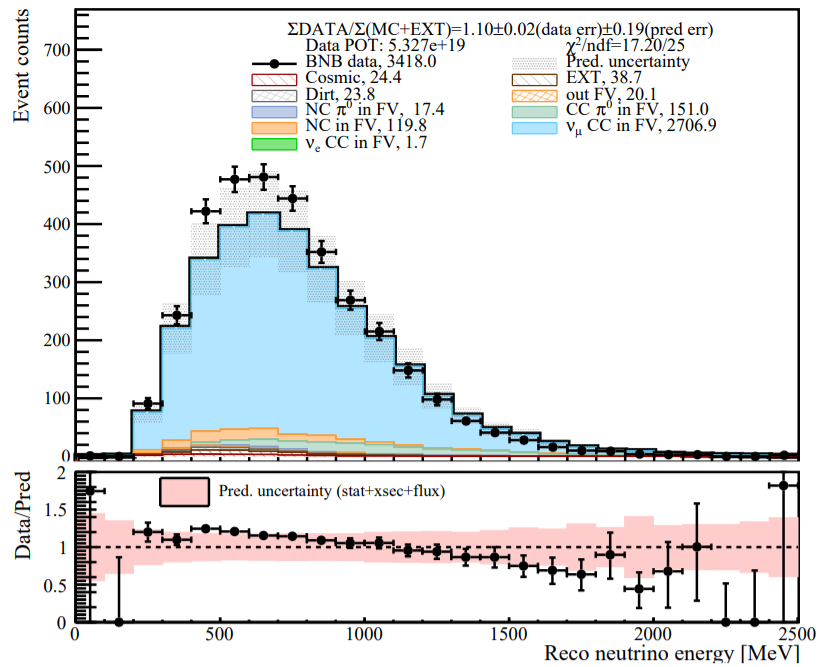 ΣDATA/Σ(MC+EXT)=1.10±0.02(data err)±0.19(pred err)
Data POT: 5.327e+19
χ²/ndf=17.20/25
BNB data, 3418.0
Pred. uncertainty
Cosmic, 24.4
EXT, 38.7
Dirt, 23.8
out FV, 20.1
NC π⁰ in FV, 17.4
CC π⁰ in FV, 151.0
NC in FV, 119.8
νμ CC in FV, 2706.9
νe CC in FV, 1.7
Event counts
700
600
500
400
300
200
100
0
Pred. uncertainty (stat+xsec+flux)
Data/Pred
2
1.5
1
0.5
0
0 500 1000 1500 2000 2500
Reco neutrino energy [MeV]